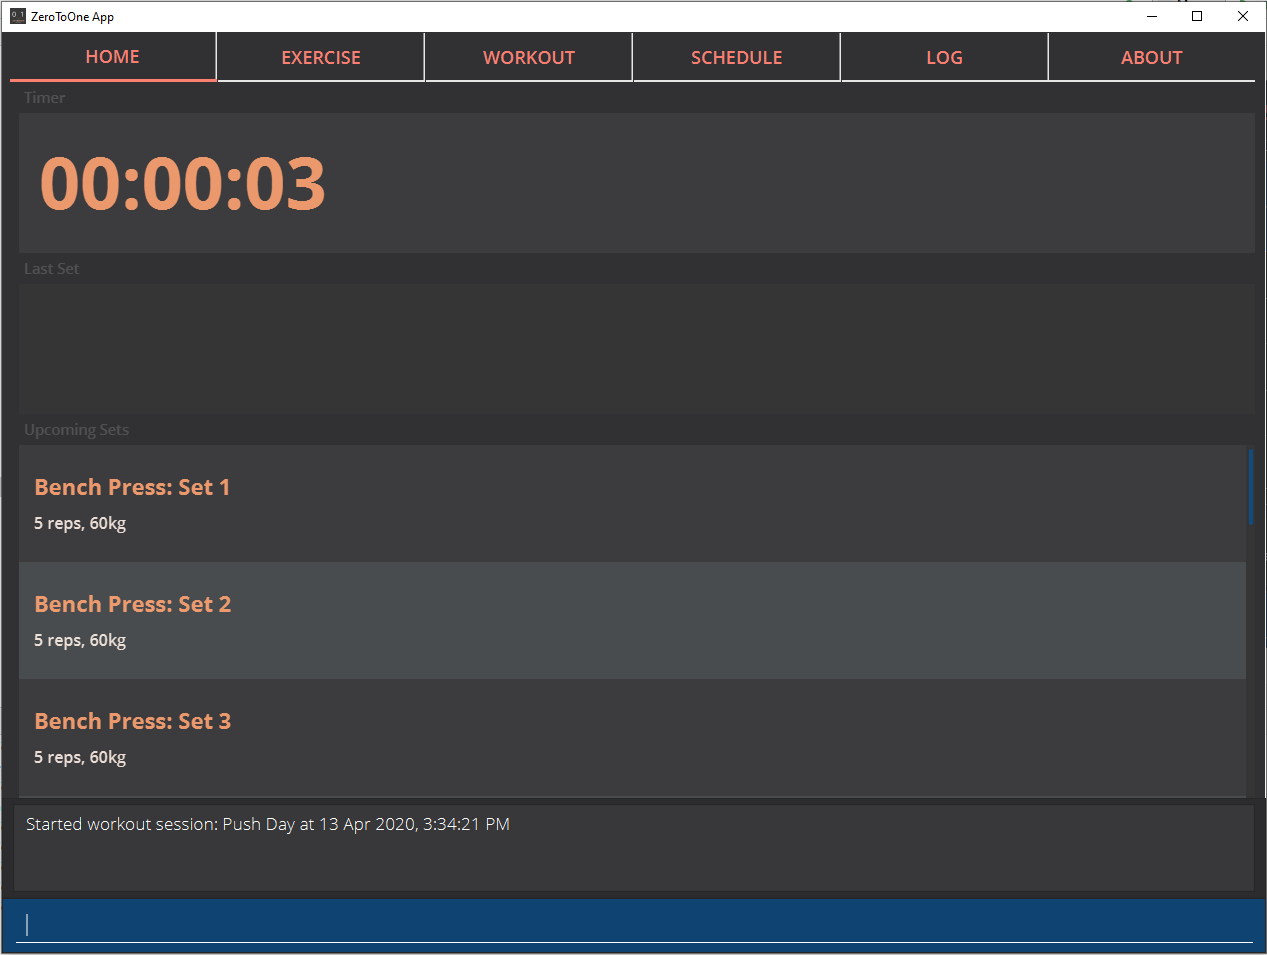 ZeroToOne App
HOME EXERCISE WORKOUT SCHEDULE LOG ABOUT
Timer
00:00:03
Last Set
Upcoming Sets
Bench Press: Set 1
5 reps, 60kg
Bench Press: Set 2
5 reps, 60kg
Bench Press: Set 3
5 reps, 60kg
Started workout session: Push Day at 13 Apr 2020, 3:34:21 PM